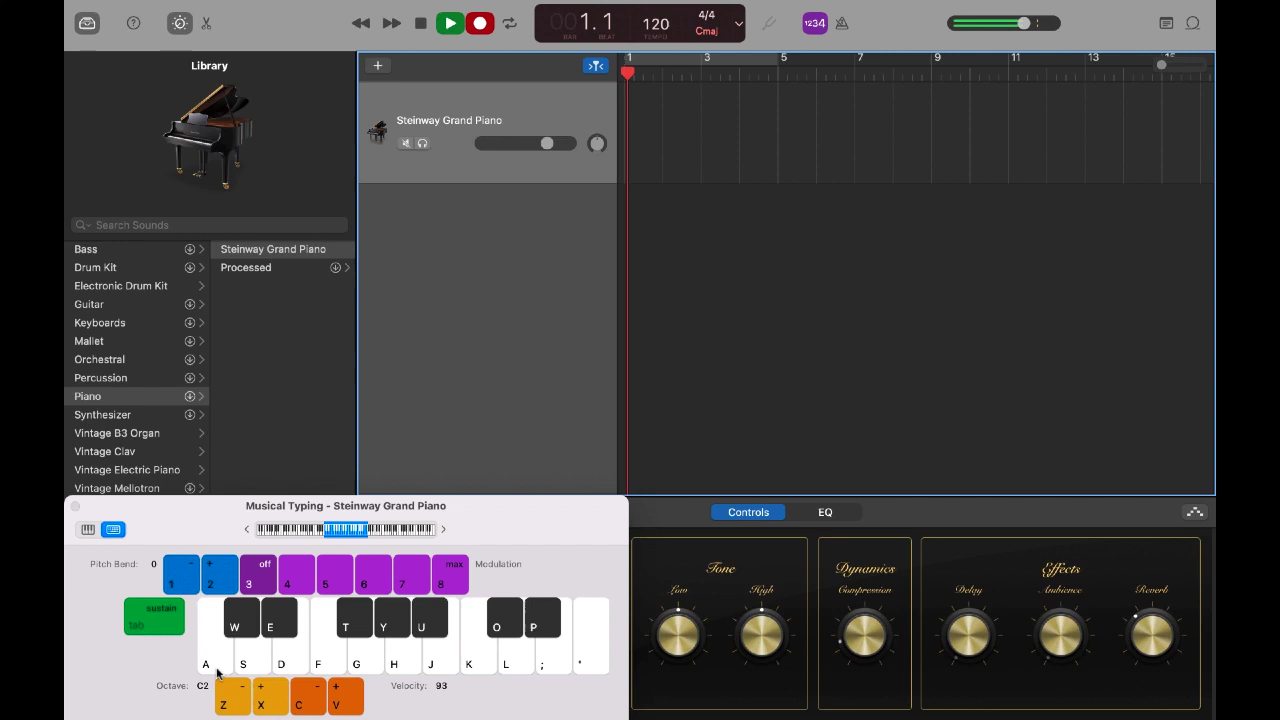 1234
001.1
BAR BEAT
120
TEMPO
4/4
Cmaj
Library
Search Sounds
Bass
Drum Kit
Electronic Drum Kit
Guitar
Keyboards
Mallet
Orchestral
Percussion
Piano
Synthesizer
Vintage B3 Organ
Vintage Clav
Vintage Electric Piano
Vintage Mellotron
Steinway Grand Piano
Processed
1 3 5 7 9 11 13
Steinway Grand Piano
Musical Typing - Steinway Grand Piano
Pitch Bend: 0
- 1
+ 2
off 3
4
5
6
7
max 8
Modulation
sustain
tab
W E T Y U O P
A S D F G H J K L ; '
Octave: C2
- Z
+ X
- C
+ V
Velocity: 93
Controls
EQ
Tone
Low High
Dynamics
Compression
Effects
Delay Ambience Reverb